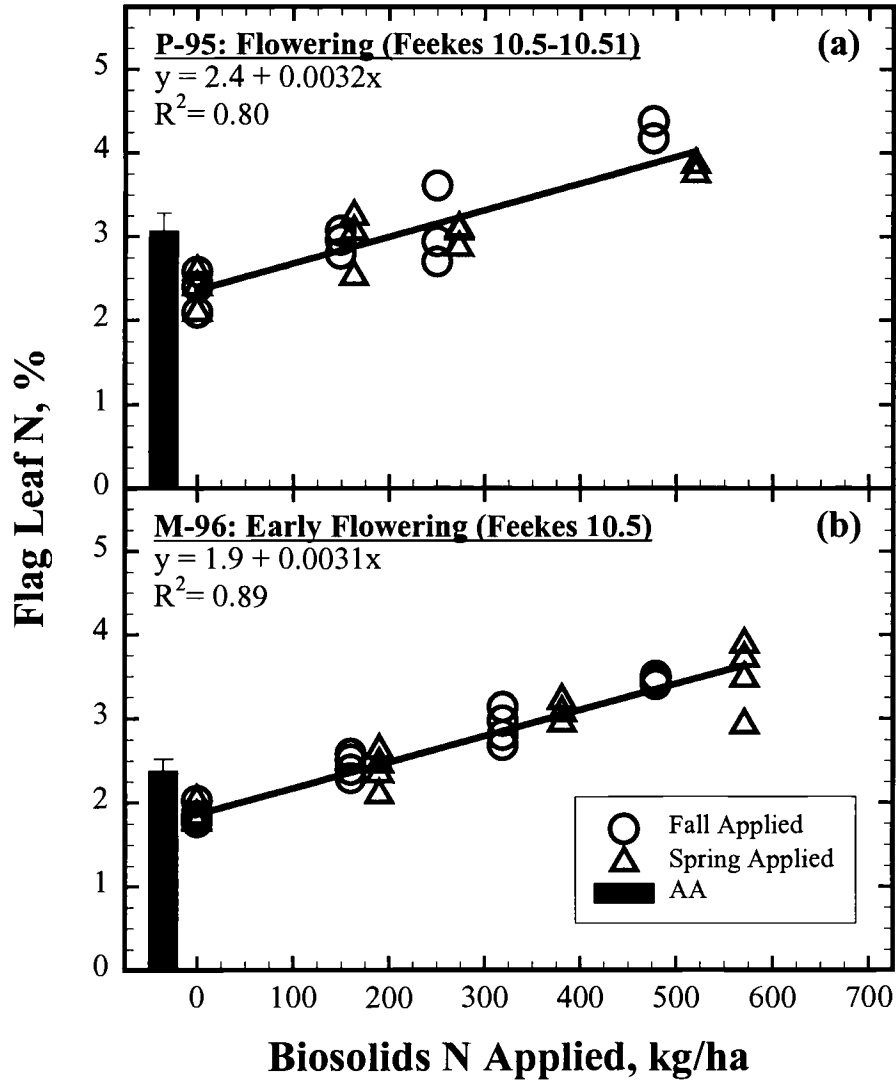 Flag Leaf N, %
P-95: Flowering (Feekes 10.5-10.51)
(a)
y = 2.4 + 0.0032x
R²= 0.80
5
4
3
2
1
0
M-96: Early Flowering (Feekes 10.5)
(b)
y = 1.9 + 0.0031x
R²= 0.89
5
4
3
2
1
0
Fall Applied
Spring Applied
AA
0 100 200 300 400 500 600 700
Biosolids N Applied, kg/ha